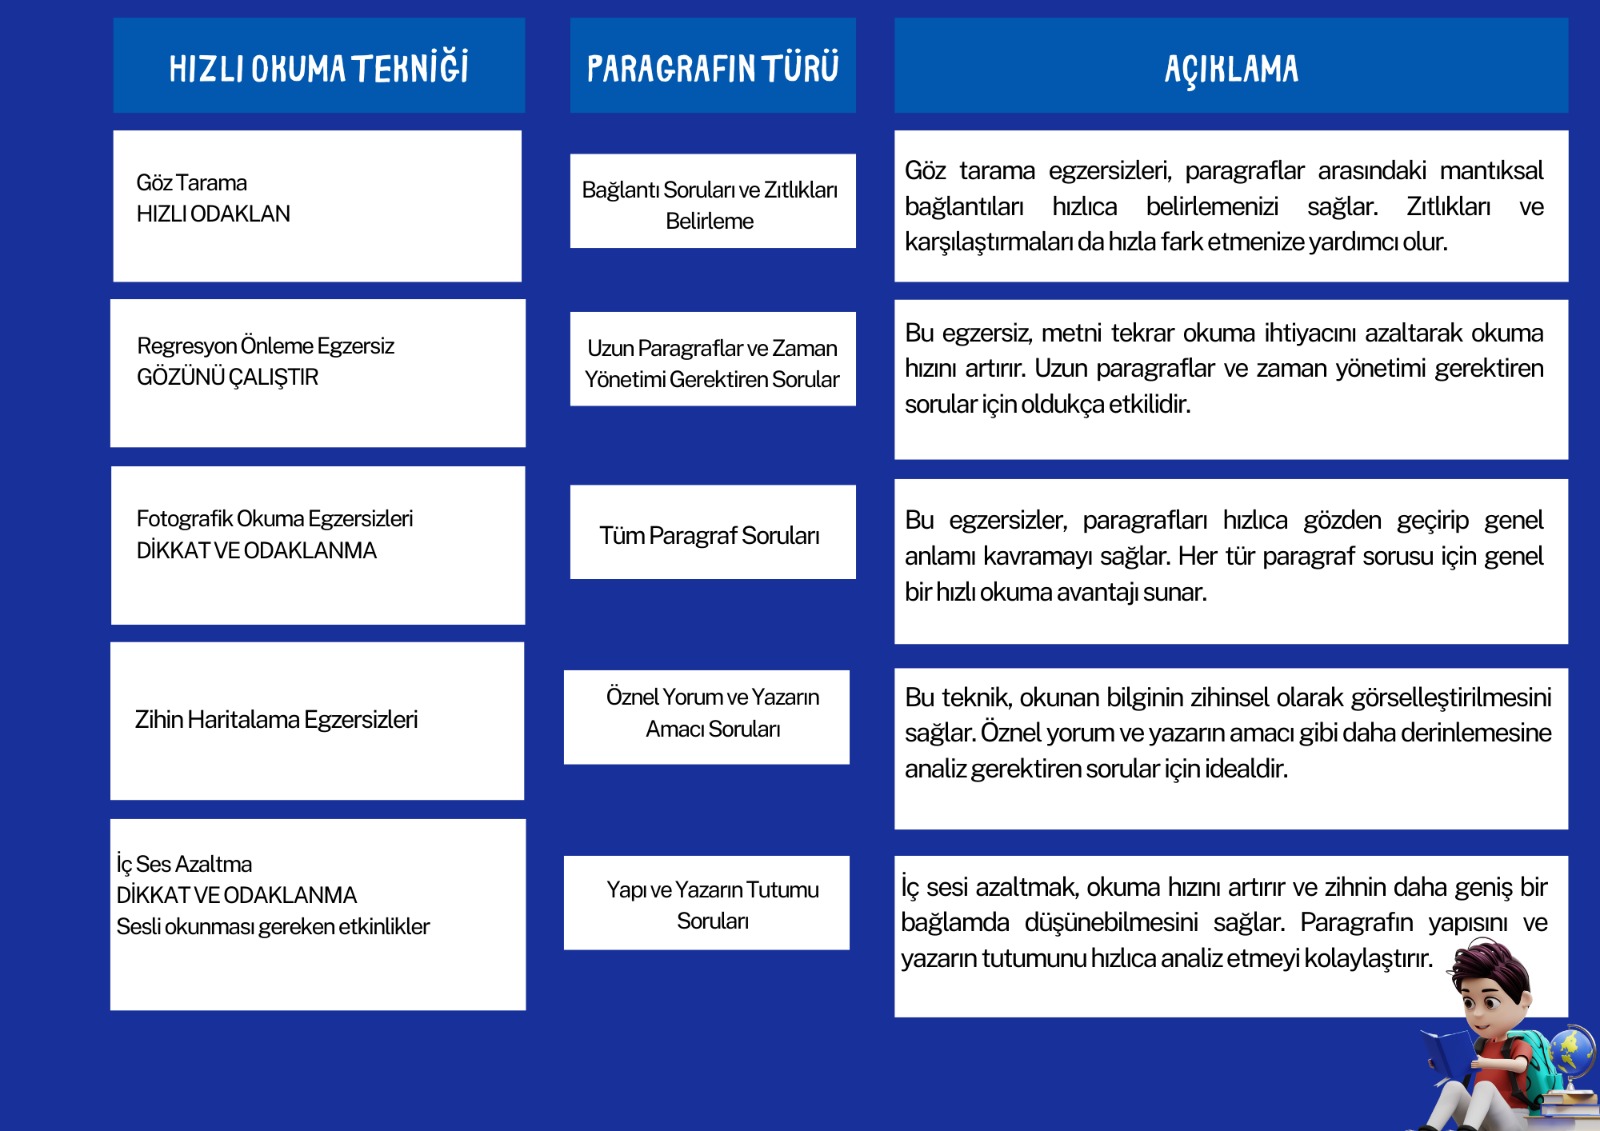 HIZLI OKUMA TEKNİĞİ
PARAGRAFIN TÜRÜ
AÇIKLAMA
Göz Tarama
HIZLI ODAKLAN
Bağlantı Soruları ve Zıtlıkları
Belirleme
Göz tarama egzersizleri, paragraflar arasındaki mantıksal
bağlantıları hızlıca belirlemenizi sağlar. Zıtlıkları ve
karşılaştırmaları da hızla fark etmenize yardımcı olur.
Regresyon Önleme Egzersiz
GÖZÜNÜ ÇALIŞTIR
Uzun Paragraflar ve Zaman
Yönetimi Gerektiren Sorular
Bu egzersiz, metni tekrar okuma ihtiyacını azaltarak okuma
hızını artırır. Uzun paragraflar ve zaman yönetimi gerektiren
sorular için oldukça etkilidir.
Fotografik Okuma Egzersizleri
DİKKAT VE ODAKLANMA
Tüm Paragraf Soruları
Bu egzersizler, paragrafları hızlıca gözden geçirip genel
anlamı kavramayı sağlar. Her tür paragraf sorusu için genel
bir hızlı okuma avantajı sunar.
Zihin Haritalama Egzersizleri
Öznel Yorum ve Yazarın
Amacı Soruları
Bu teknik, okunan bilginin zihinsel olarak görselleştirilmesini
sağlar. Öznel yorum ve yazarın amacı gibi daha derinlemesine
analiz gerektiren sorular için idealdir.
İç Ses Azaltma
DİKKAT VE ODAKLANMA
Sesli okunması gereken etkinlikler
Yapı ve Yazarın Tutumu
Soruları
İç sesi azaltmak, okuma hızını artırır ve zihnin daha geniş bir
bağlamda düşünebilmesini sağlar. Paragrafın yapısını ve
yazarın tutumunu hızlıca analiz etmeyi kolaylaştırır.